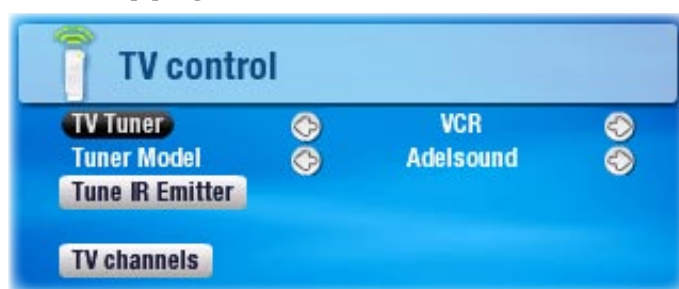 TV control
TV Tuner VCR
Tuner Model Adelsound
Tune IR Emitter
TV channels